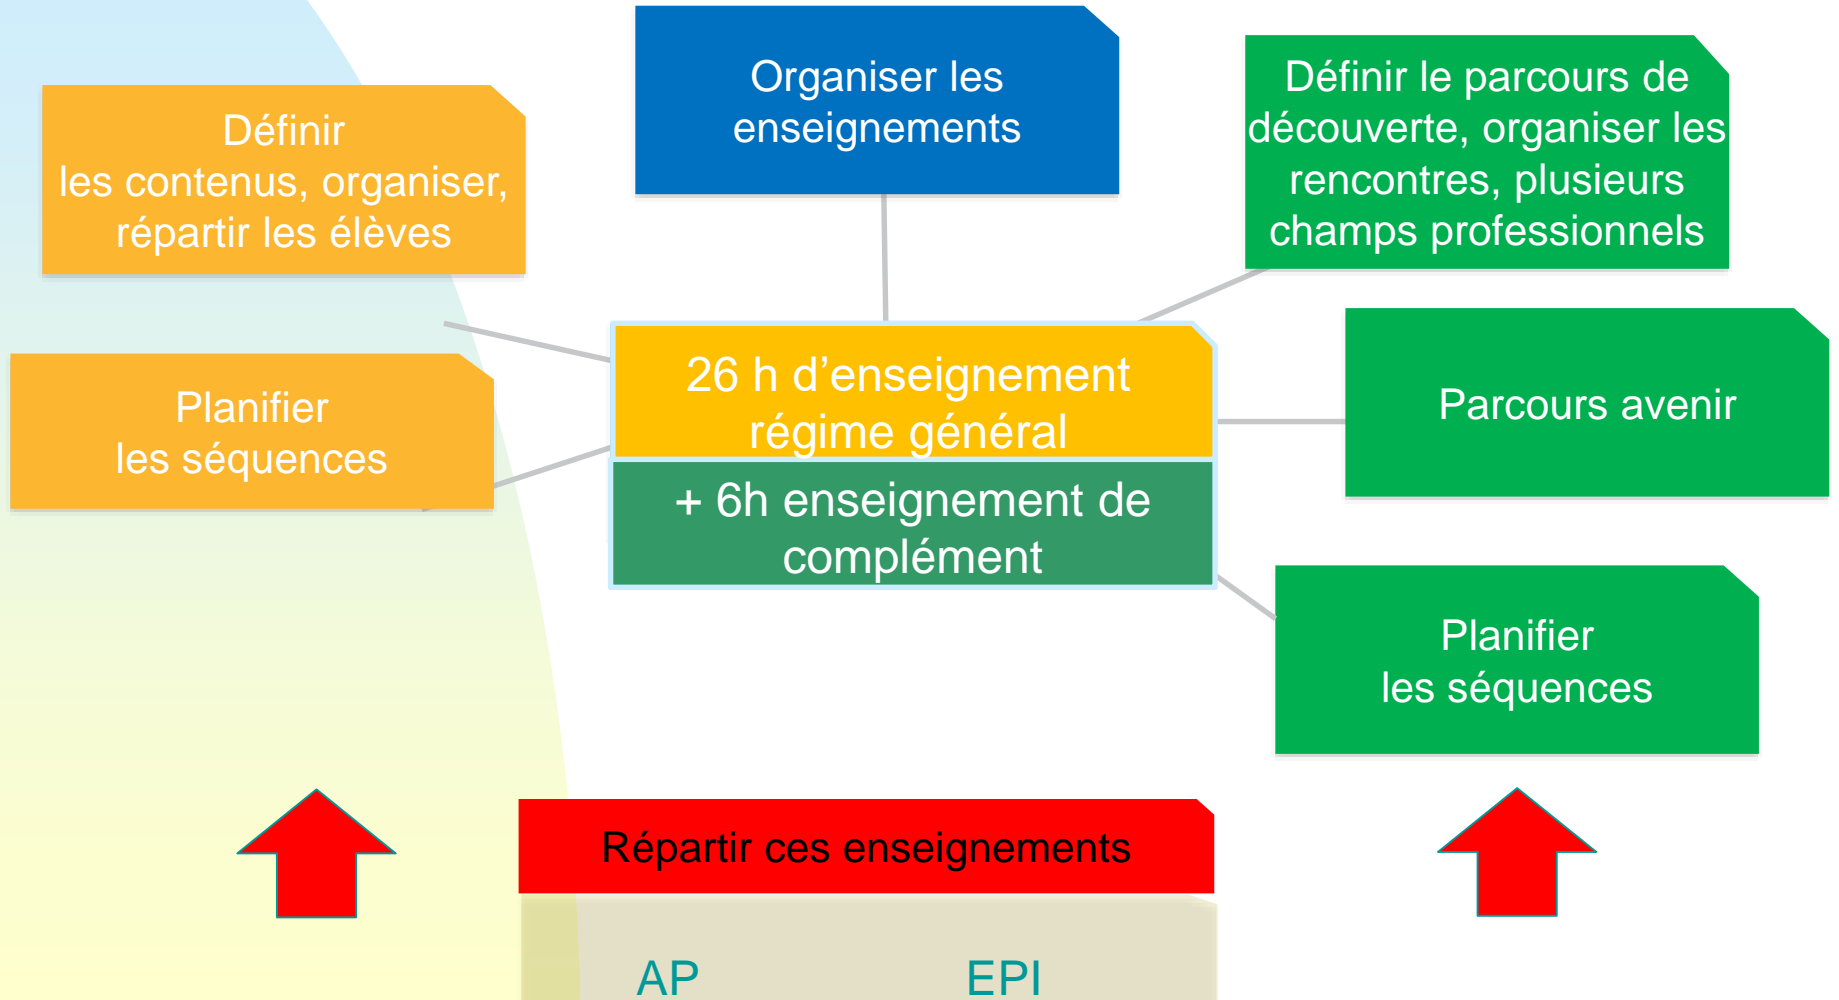 Organiser les
enseignements
Définir le parcours de
découverte, organiser les
rencontres, plusieurs
champs professionnels
Définir
les contenus, organiser,
répartir les élèves
26 h d’enseignement
régime général
+ 6h enseignement de
complément
Planifier
les séquences
Parcours avenir
Planifier
les séquences
Répartir ces enseignements
AP EPI